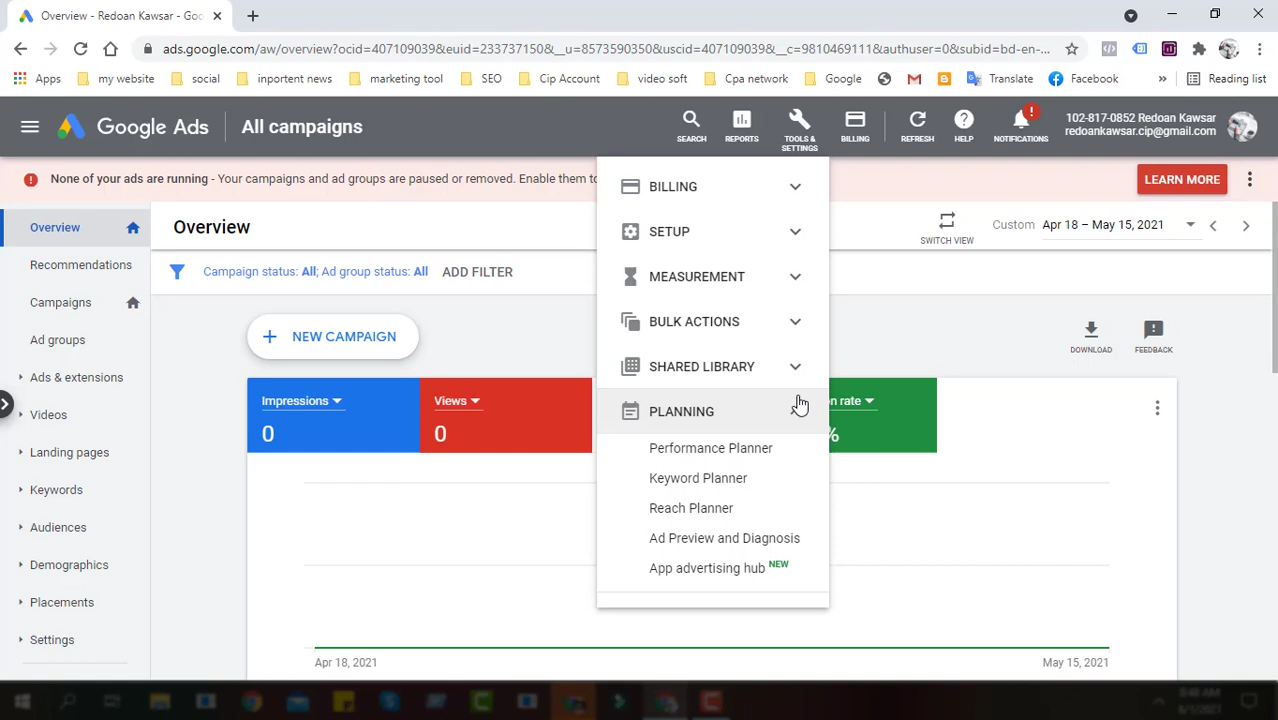 Overview - Redoan Kawsar - Goo
ads.google.com/aw/overview?ocid=407109039&euid=233737150&__u=8573590350&uscid=407109039&__c=9810469111&authuser=0&subid=bd-en-...
Apps my website social inportent news marketing tool SEO Cip Account video soft Cpa network Google Translate Facebook » Reading list
Google Ads All campaigns
SEARCH REPORTS TOOLS & SETTINGS BILLING REFRESH HELP NOTIFICATIONS
102-817-0852 Redoan Kawsar
redoankawsar.cip@gmail.com
None of your ads are running - Your campaigns and ad groups are paused or removed. Enable them to
LEARN MORE
Overview
Recommendations
Campaigns
Ad groups
Ads & extensions
Videos
Landing pages
Keywords
Audiences
Demographics
Placements
Settings
Overview
SWITCH VIEW
Custom Apr 18 – May 15, 2021
Campaign status: All; Ad group status: All ADD FILTER
NEW CAMPAIGN
DOWNLOAD FEEDBACK
Impressions
0
Views
0
on rate
%
BILLING
SETUP
MEASUREMENT
BULK ACTIONS
SHARED LIBRARY
PLANNING
Performance Planner
Keyword Planner
Reach Planner
Ad Preview and Diagnosis
App advertising hub NEW
Apr 18, 2021 May 15, 2021